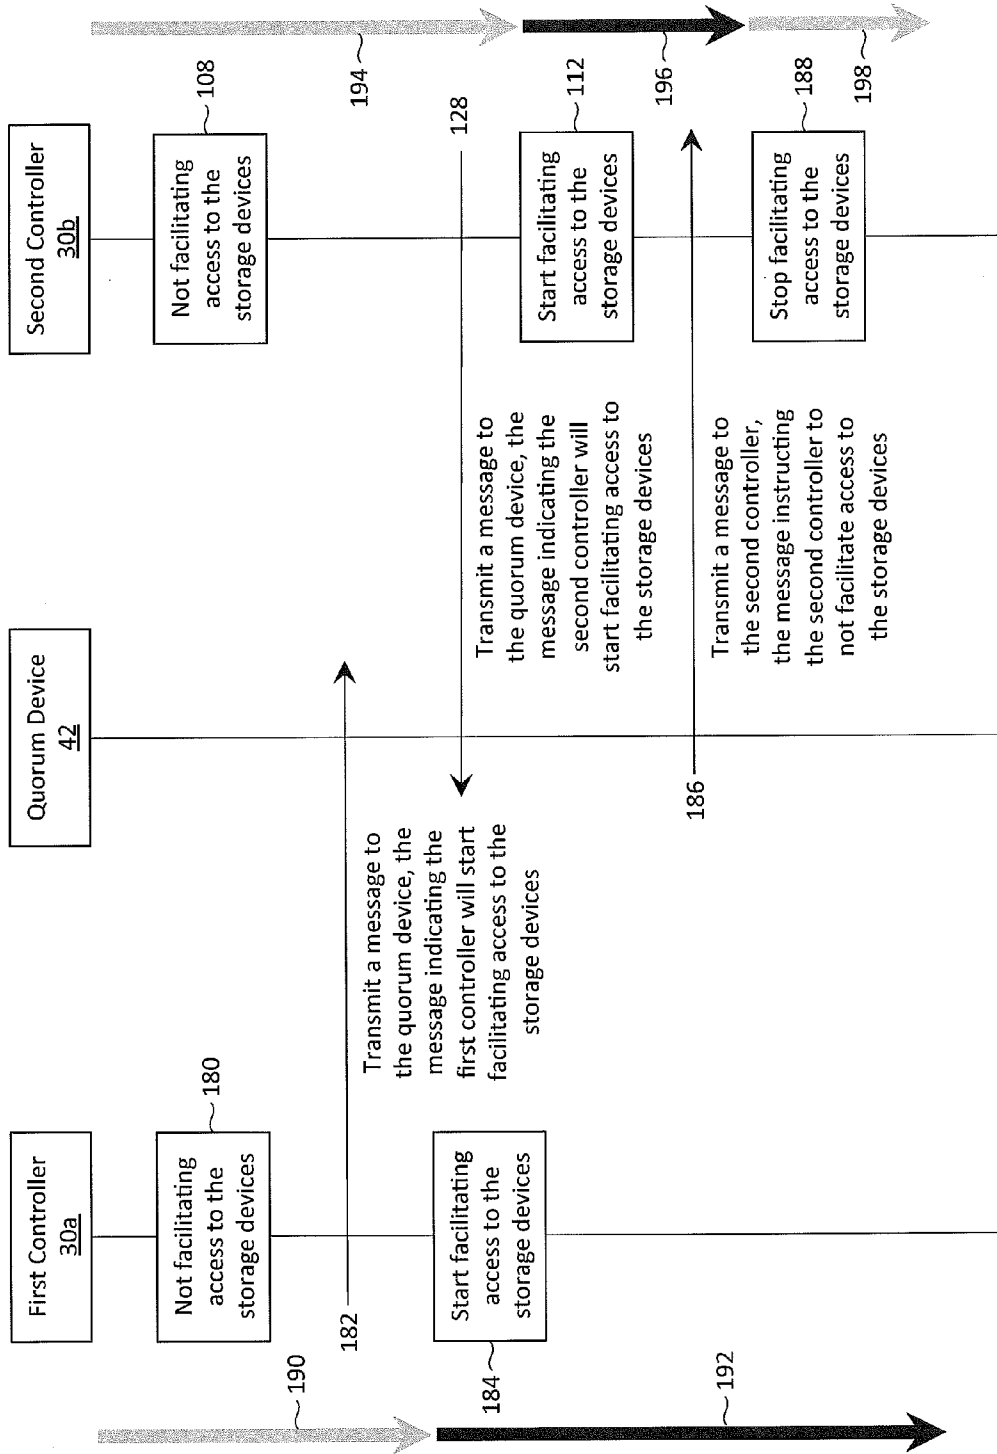 First Controller
30a
Quorum Device
42
Second Controller
30b
190
Not facilitating
access to the
storage devices
180
Not facilitating
access to the
storage devices
108
194
182
Transmit a message to
the quorum device, the
message indicating the
first controller will start
facilitating access to the
storage devices
128
Transmit a message to
the quorum device, the
message indicating the
second controller will
start facilitating access to
the storage devices
184
Start facilitating
access to the
storage devices
Start facilitating
access to the
storage devices
112
192
196
186
Transmit a message to
the second controller,
the message instructing
the second controller to
not facilitate access to
the storage devices
Stop facilitating
access to the
storage devices
188
198